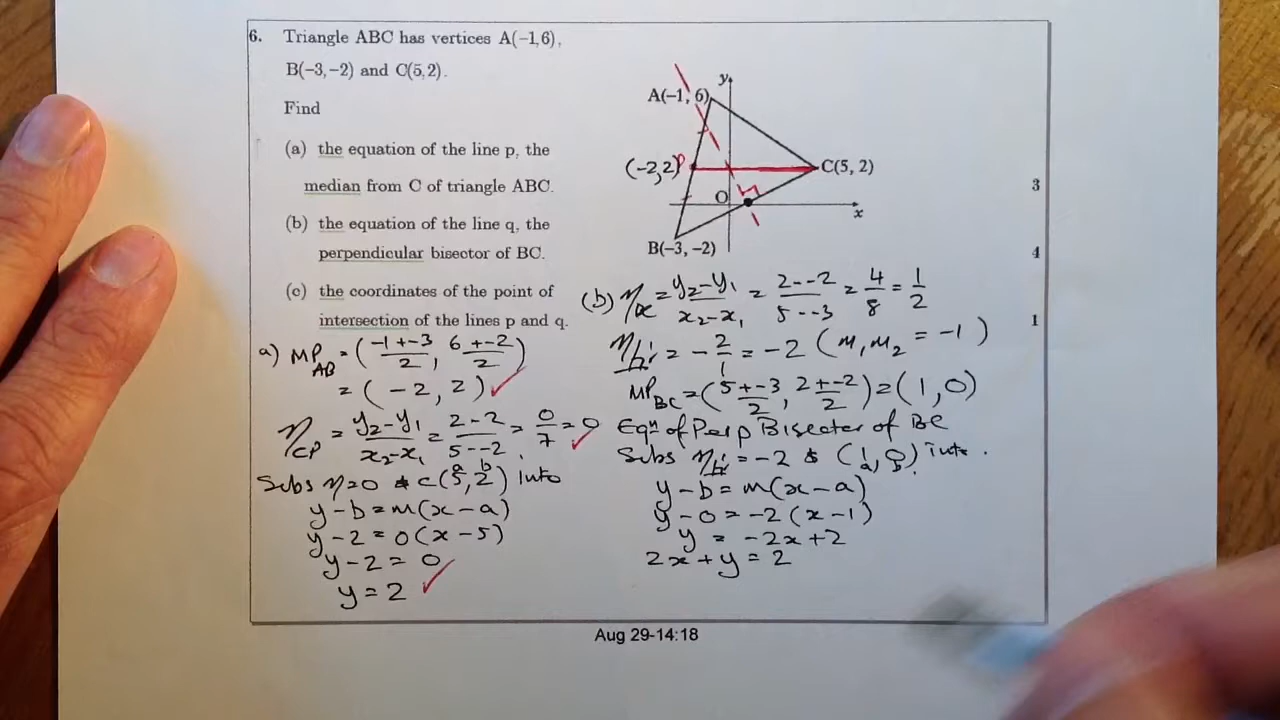 6. Triangle ABC has vertices A(−1,6),
B(−3,−2) and C(5,2).
Find
(a) the equation of the line p, the
median from C of triangle ABC.
3
(b) the equation of the line q, the
perpendicular bisector of BC.
4
(c) the coordinates of the point of
intersection of the lines p and q.
1
y
A(−1, 6)
(−2,2) P
C(5, 2)
O
x
B(−3, −2)
a) MP_AB = (−1+−3/2, 6+−2/2)
= (−2, 2) ✓
m_CP = y₂−y₁/x₂−x₁ = 2−2/5−−2 = 0/7 = 0 ✓
Subs m=0 & C(5, 2) into
a b
y−b = m(x−a)
y−2 = 0(x−5)
y−2 = 0
y = 2 ✓
(b) m_BC = y₂−y₁/x₂−x₁ = 2−−2/5−−3 = 4/8 = 1/2
= −2/1 = −2 (m₁m₂ = −1)
MP_BC = (5+−3/2, 2+−2/2) = (1, 0)
Eqⁿ of Perp Bisector of BC
Subs = −2 & (1, 0) into
a b
y−b = m(x−a)
y−0 = −2(x−1)
y = −2x+2
2x+y = 2
Aug 29-14:18